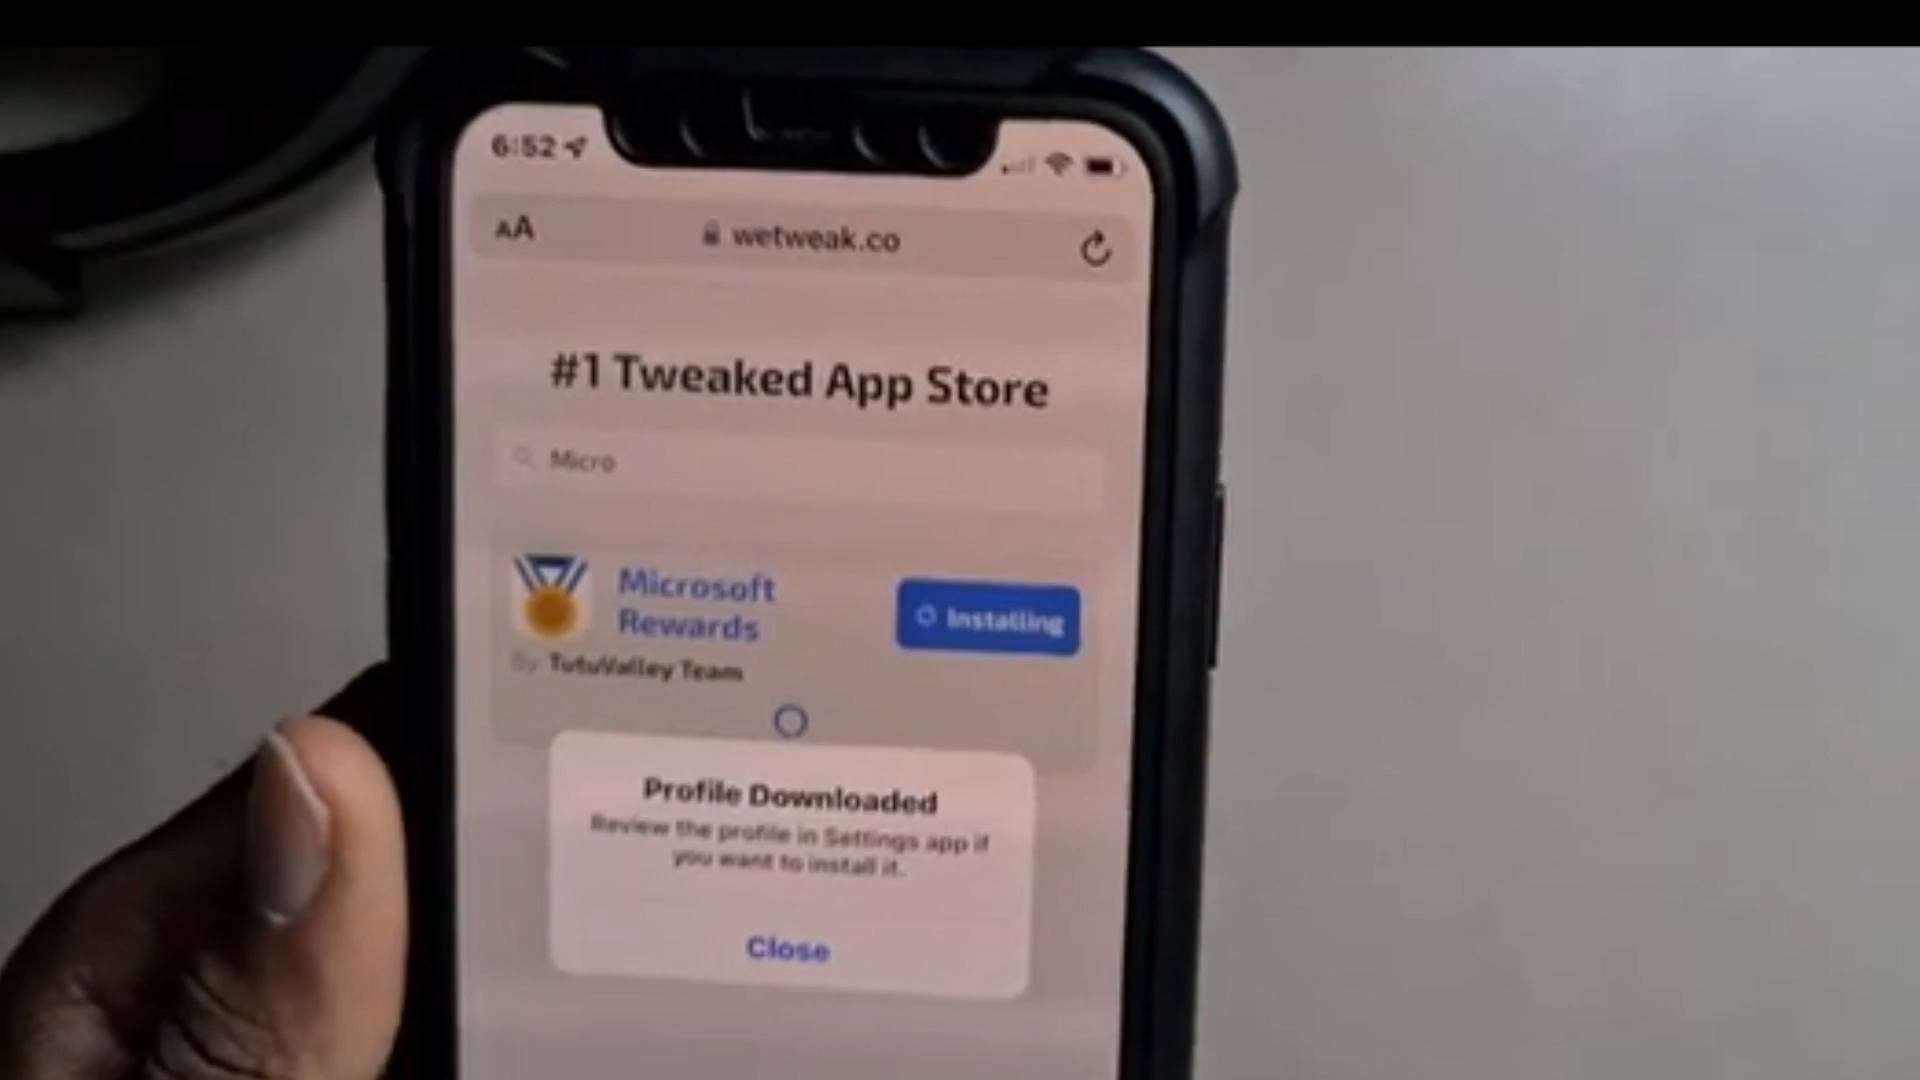 6:52
AA wetweak.co
#1 Tweaked App Store
Micro
Microsoft
Rewards
Installing
By TutuValley Team
Profile Downloaded
Review the profile in Settings app if
you want to install it.
Close